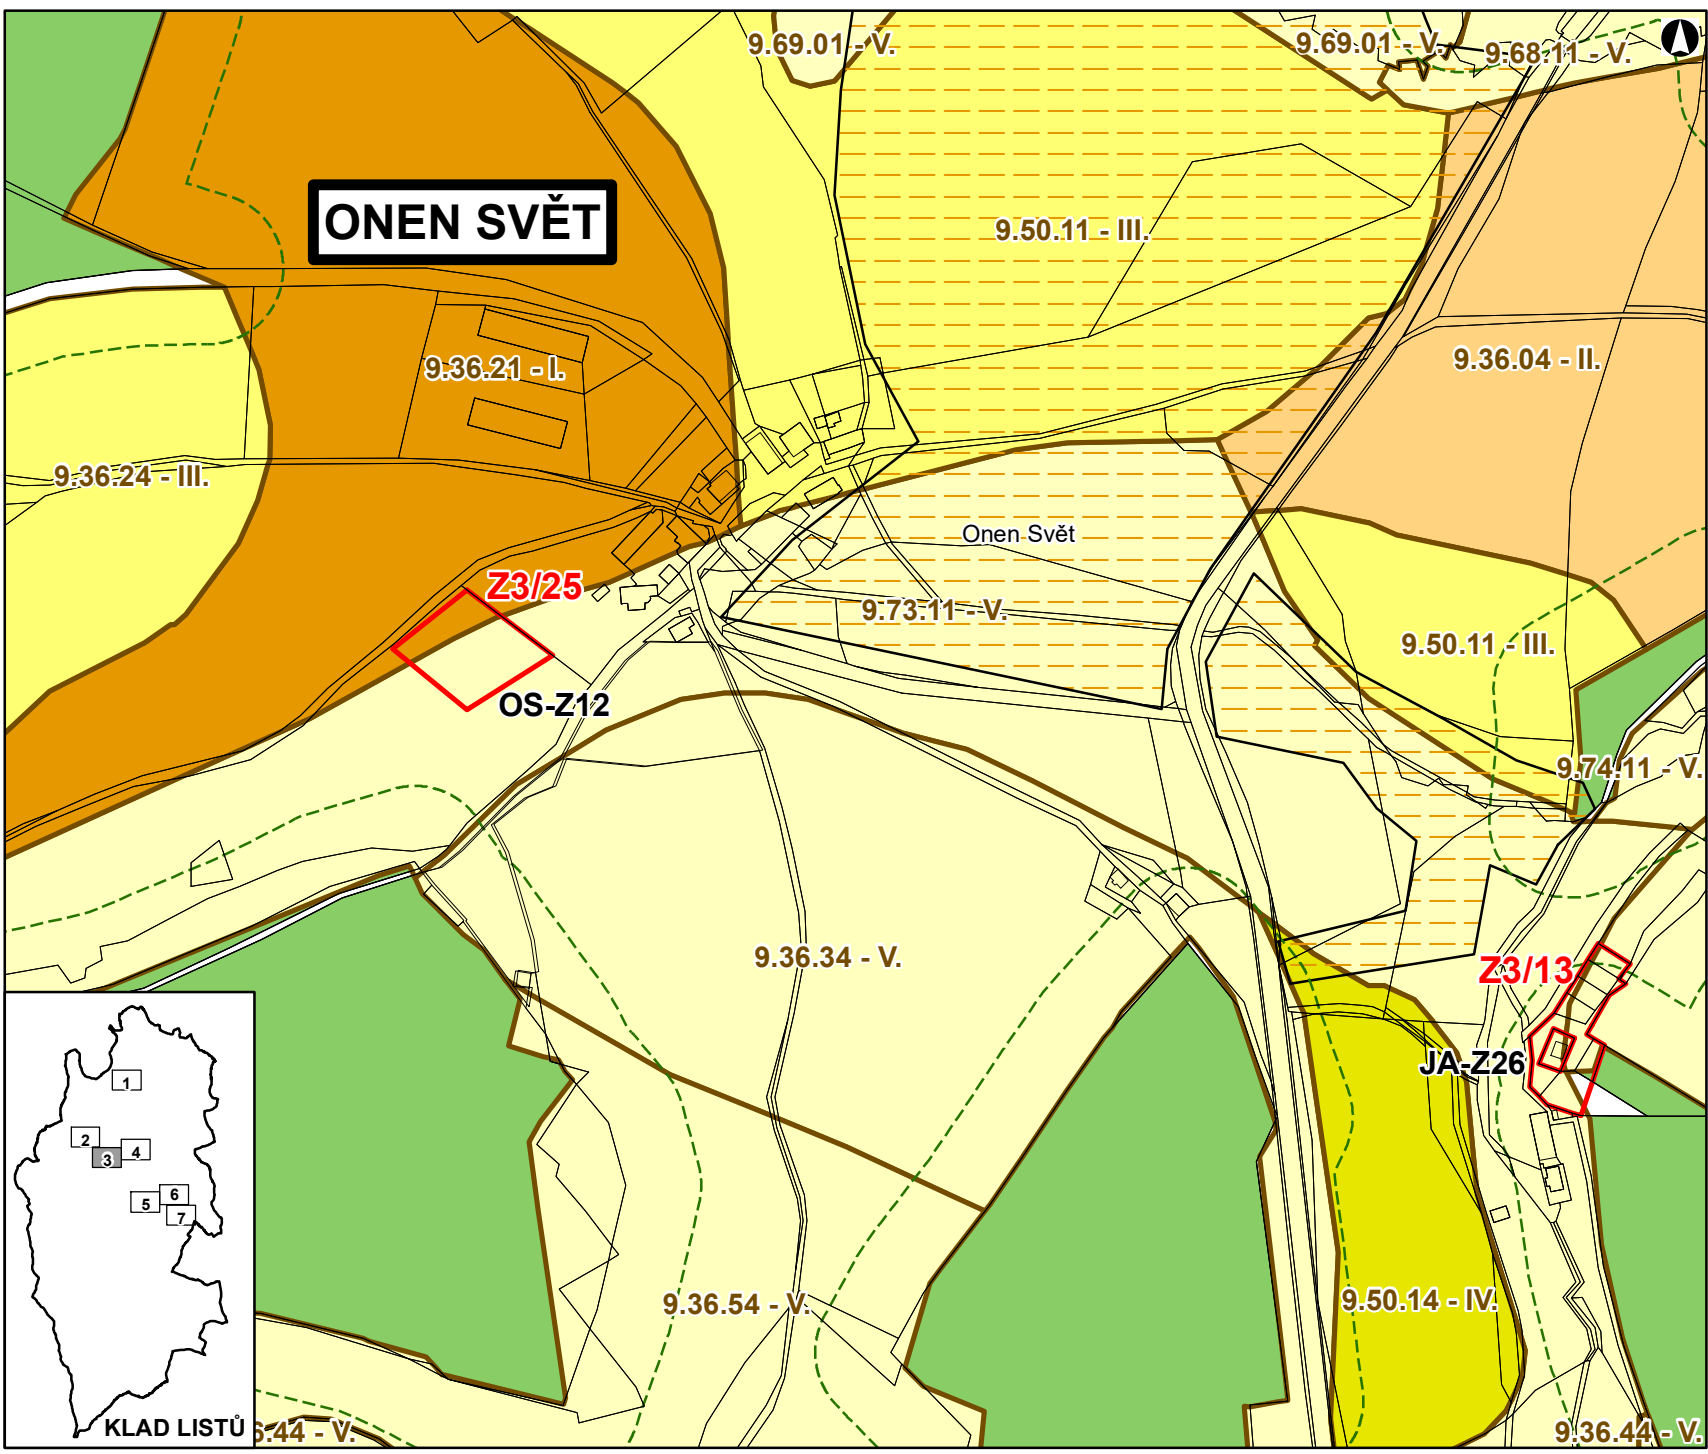 9.69.01 - V.
9.69.01 - V.
9.68.11 - V.
ONEN SVĚT
9.50.11 - III.
9.36.21 - I.
9.36.04 - II.
9.36.24 - III.
Onen Svět
Z3/25
9.73.11 - V.
9.50.11 - III.
OS-Z12
9.74.11 - V.
9.36.34 - V.
Z3/13
JA-Z26
1
2
3
4
5
6
7
9.36.54 - V.
9.50.14 - IV.
KLAD LISTŮ
6.44 - V.
9.36.44 - V.